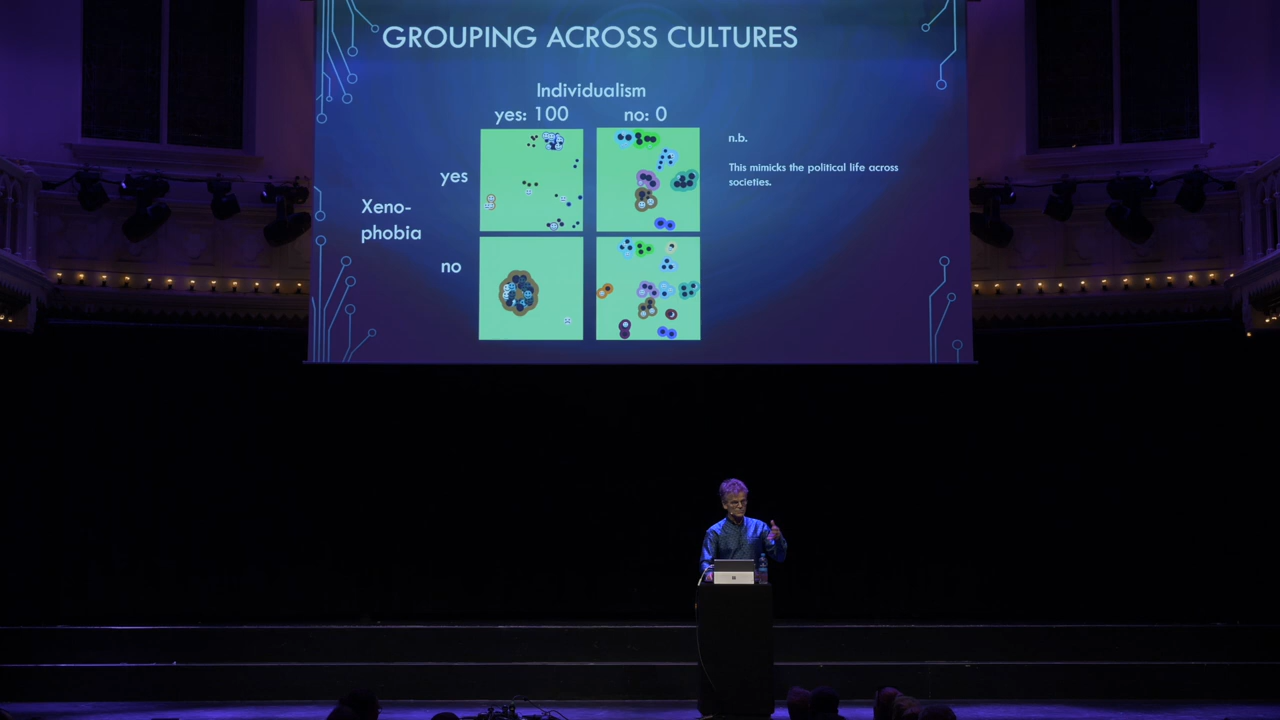 GROUPING ACROSS CULTURES
Individualism
yes: 100 no: 0
n.b.
This mimicks the political life across
societies.
yes
Xeno-
phobia
no